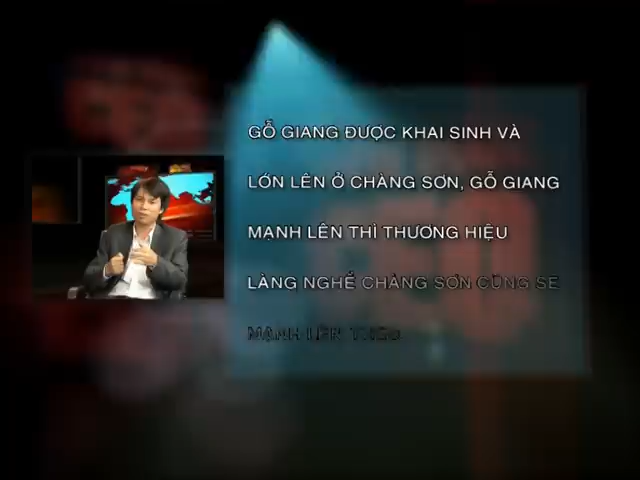 GỖ GIANG ĐƯỢC KHAI SINH VÀ
LỚN LÊN Ở CHÀNG SƠN, GỖ GIANG
MẠNH LÊN THÌ THƯƠNG HIỆU
LÀNG NGHỀ CHÀNG SƠN CŨNG SẼ
MẠNH LÊN THEO